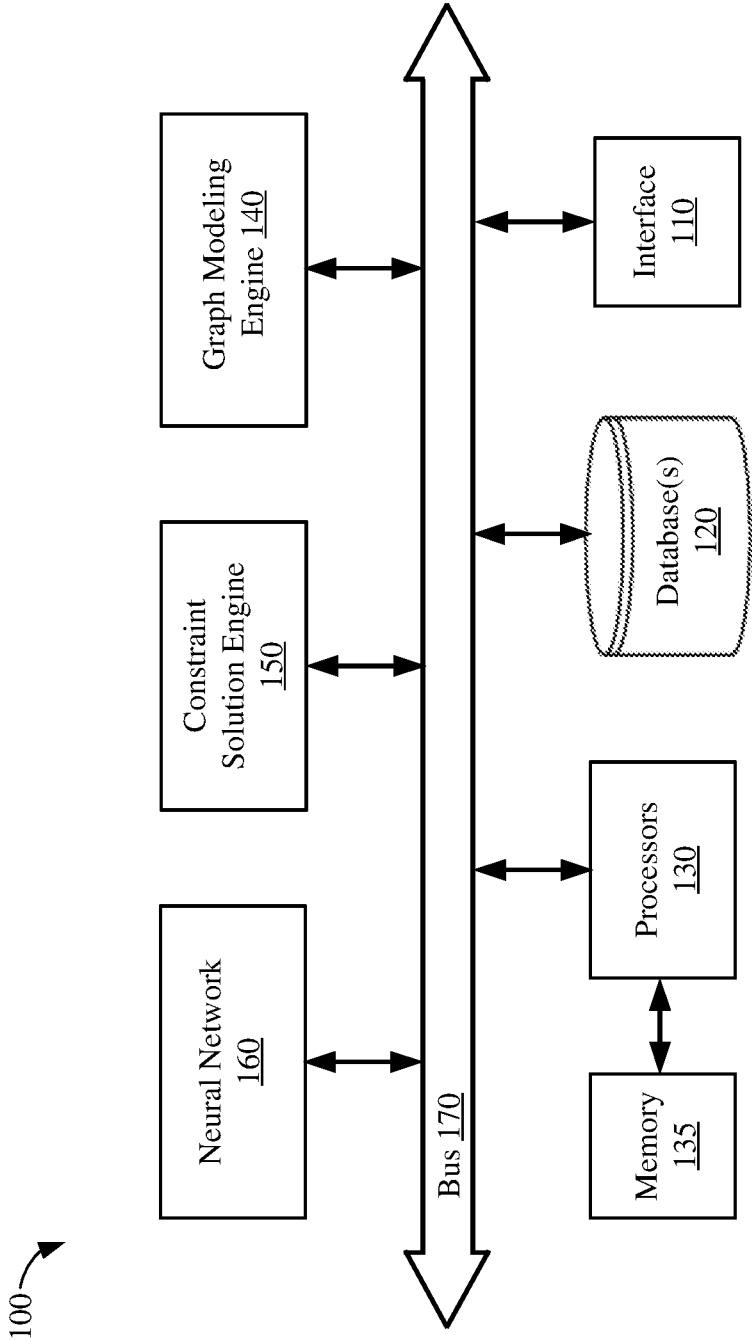 100
Neural Network
160
Constraint
Solution Engine
150
Graph Modeling
Engine 140
Bus 170
Memory
135
Processors
130
Database(s)
120
Interface
110